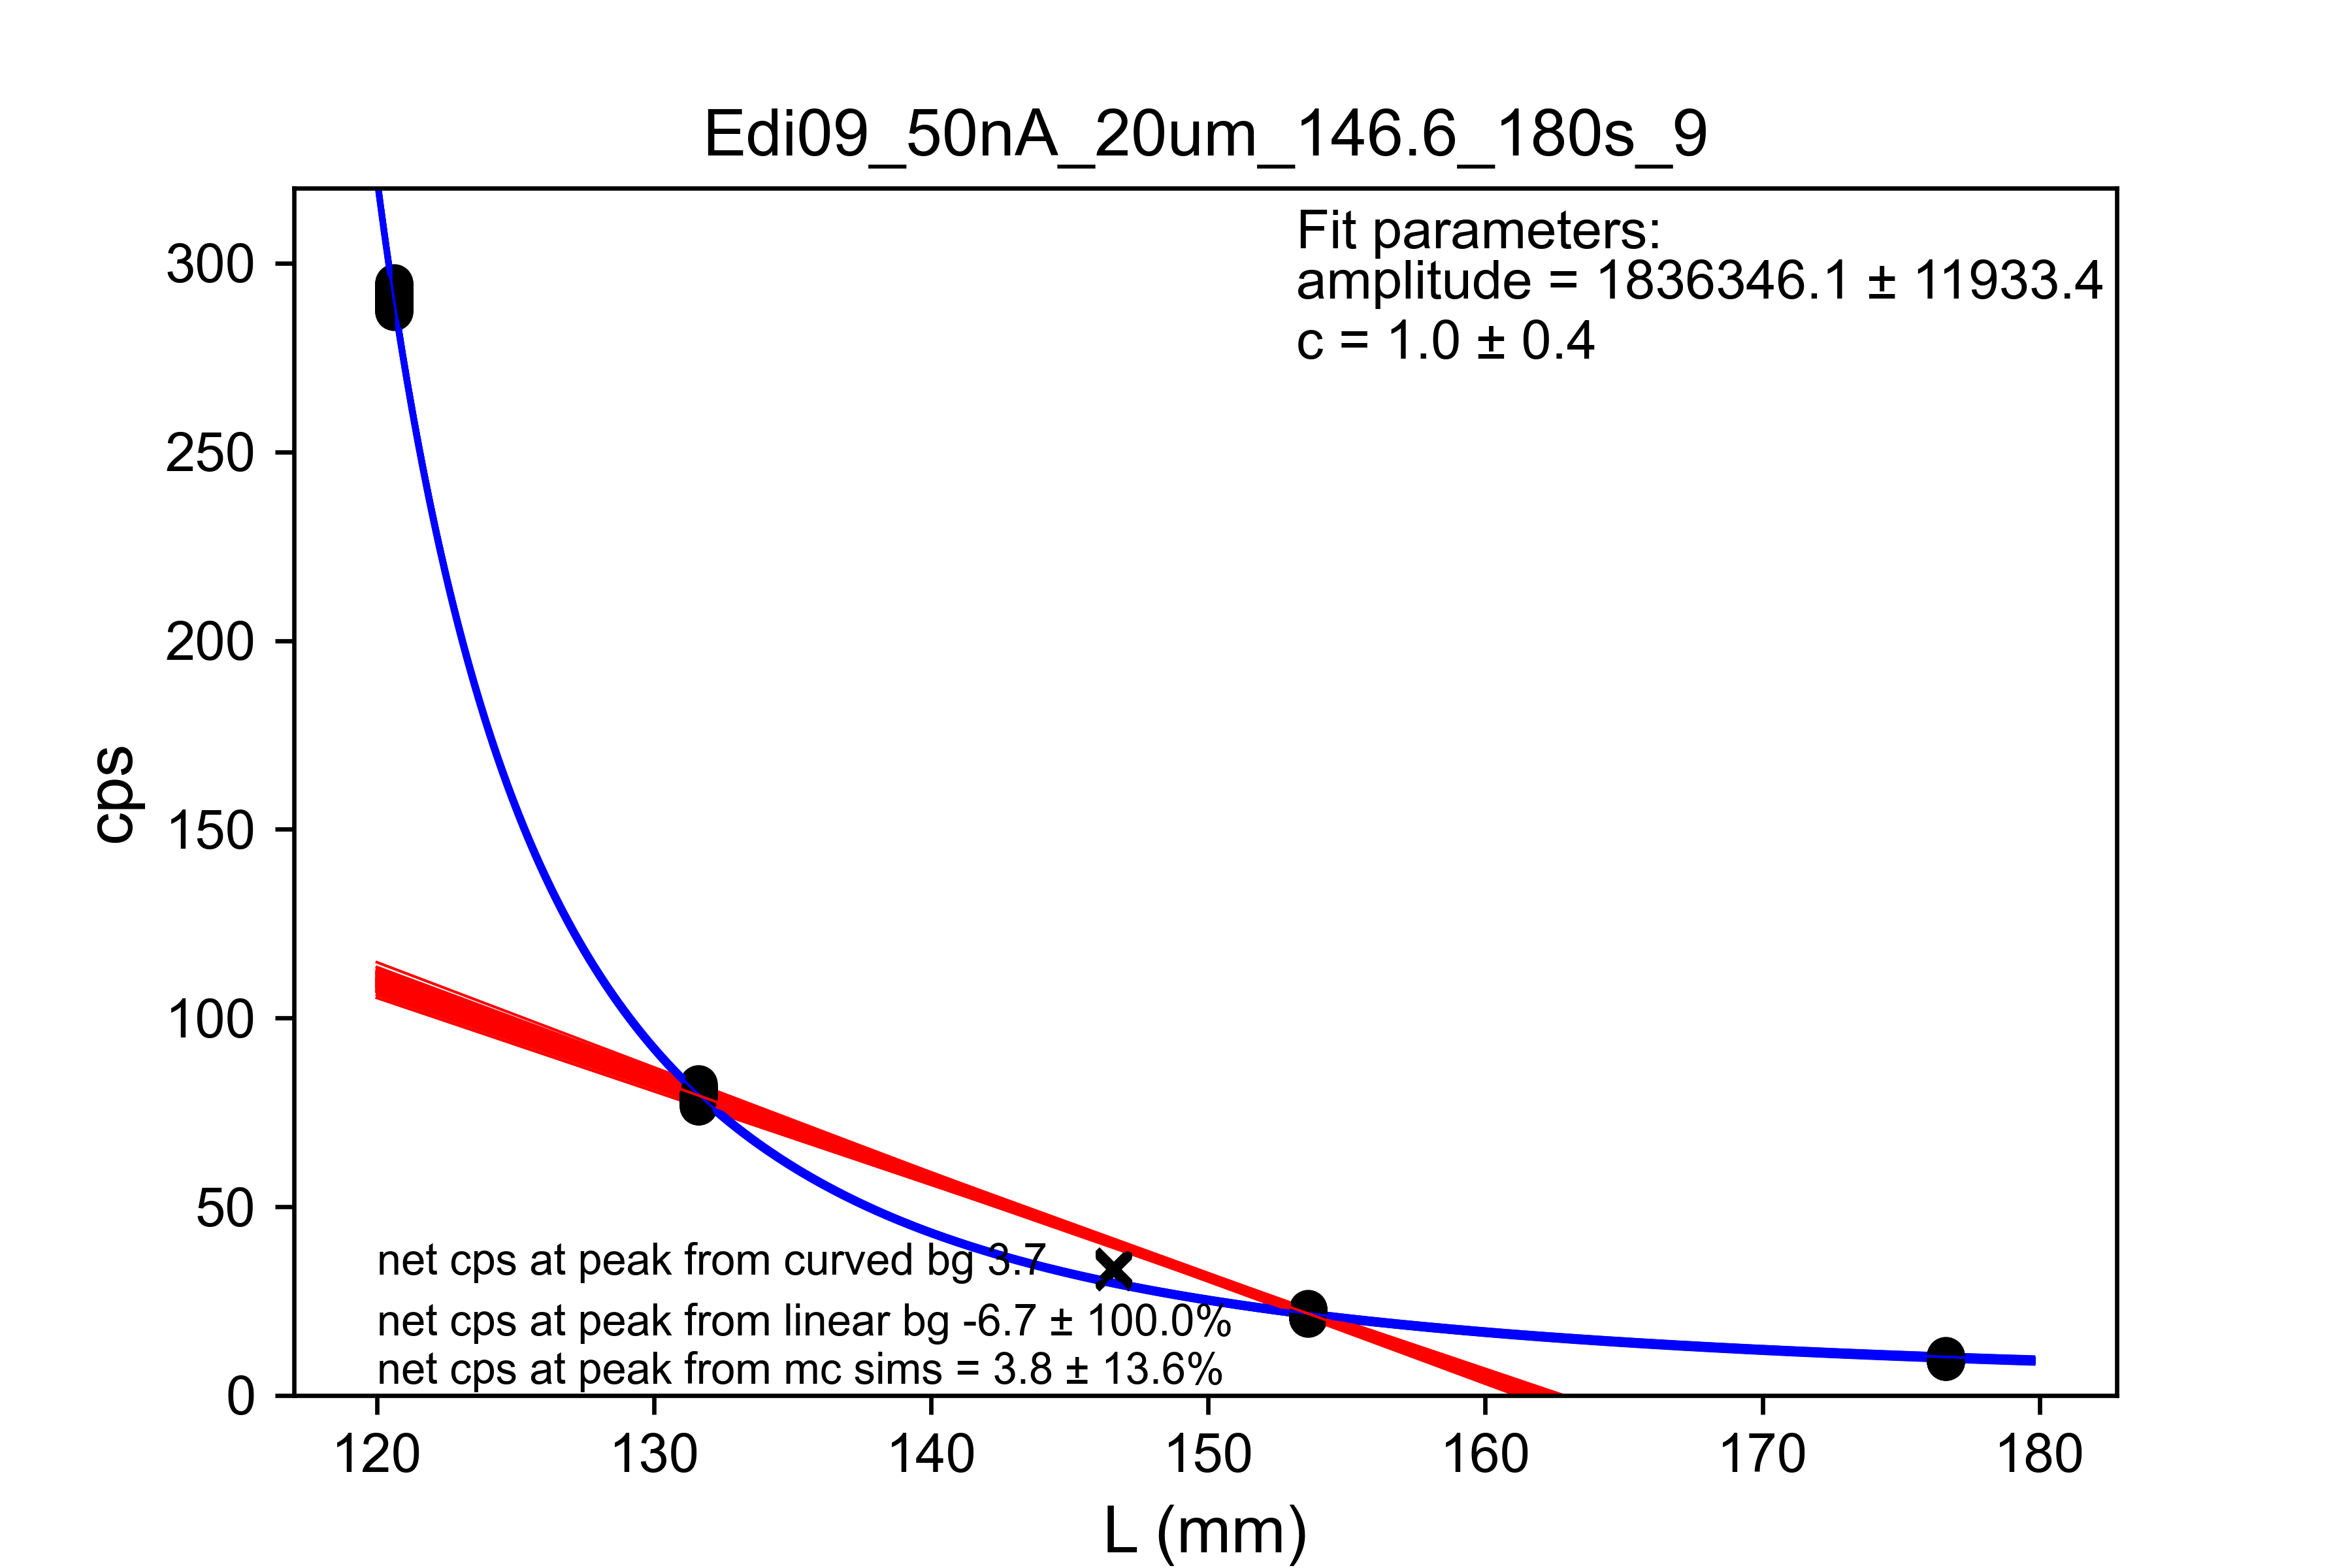 Edi09_50nA_20um_146.6_180s_9
Fit parameters:
amplitude = 1836346.1 ± 11933.4
c = 1.0 ± 0.4
300
250
200
150
100
50
0
cps
net cps at peak from curved bg 3.7
net cps at peak from linear bg -6.7 ± 100.0%
net cps at peak from mc sims = 3.8 ± 13.6%
120 130 140 150 160 170 180
L (mm)